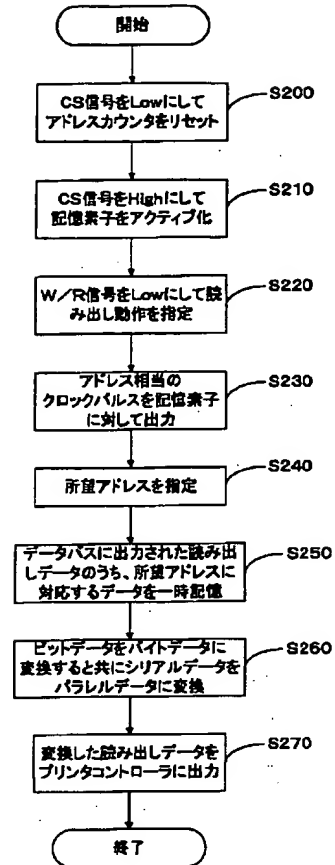 開始
CS信号をLowにして
アドレスカウンタをリセット
S200
CS信号をHighにして
記憶素子をアクティブ化
S210
W／R信号をLowにして読
み出し動作を指定
S220
アドレス相当の
クロックパルスを記憶素子
に対して出力
S230
所望アドレスを指定
S240
データバスに出力された読み出
しデータのうち、所望アドレスに
対応するデータを一時記憶
S250
ビットデータをバイトデータに
変換すると共にシリアルデータを
パラレルデータに変換
S260
変換した読み出しデータを
プリンタコントローラに出力
S270
終了